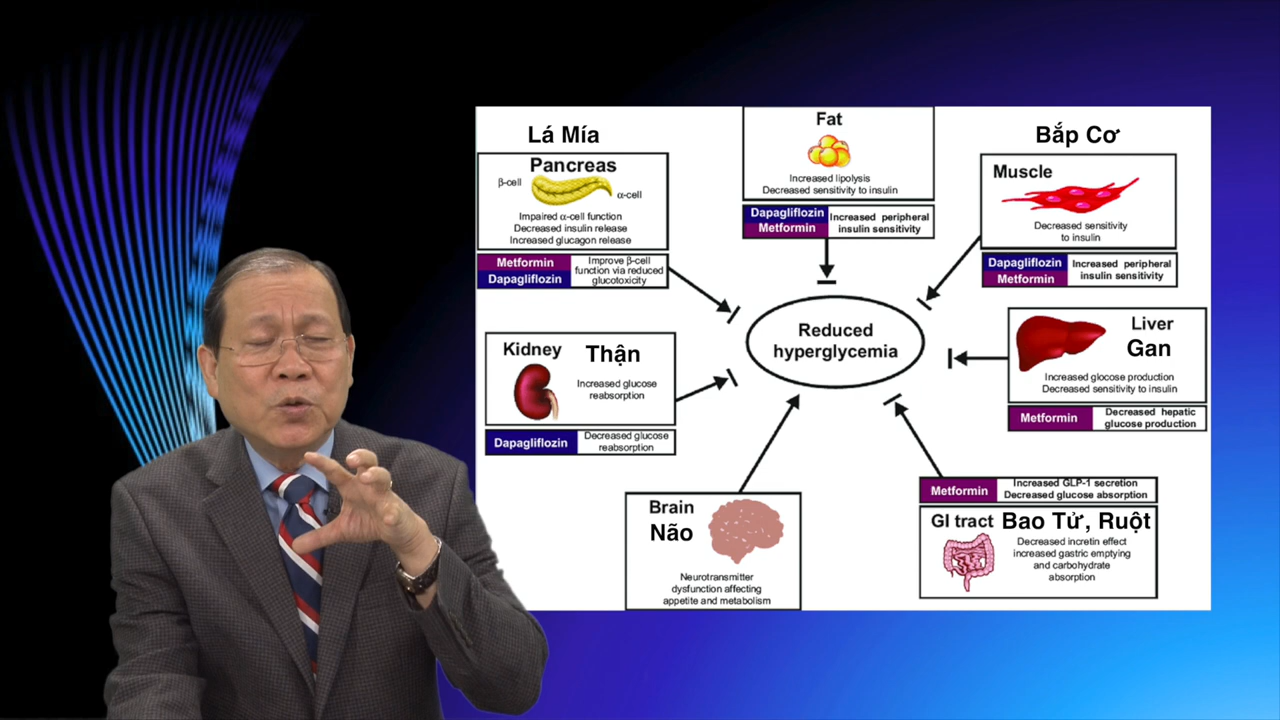 Lá Mía
Pancreas
β-cell
α-cell
Impaired α-cell function
Decreased insulin release
Increased glucagon release
Metformin
Dapagliflozin
Improve β-cell
function via reduced
glucotoxicity
Fat
Increased lipolysis
Decreased sensitivity to insulin
Dapagliflozin
Metformin
Increased peripheral
insulin sensitivity
Bắp Cơ
Muscle
Decreased sensitivity
to insulin
Dapagliflozin
Metformin
Increased peripheral
insulin sensitivity
Reduced
hyperglycemia
Kidney
Thận
Increased glucose
reabsorption
Dapagliflozin
Decreased glucose
reabsorption
Liver
Gan
Increased glocose production
Decreased sensitivity to insulin
Metformin
Decreased hepatic
glucose production
Brain
Não
Neurotransmitter
dysfunction affecting
appetite and metabolism
Metformin
Increased GLP-1 secretion
Decreased glucose absorption
GI tract Bao Tử, Ruột
Decreased incretin effect
increased gastric emptying
and carbohydrate
absorption